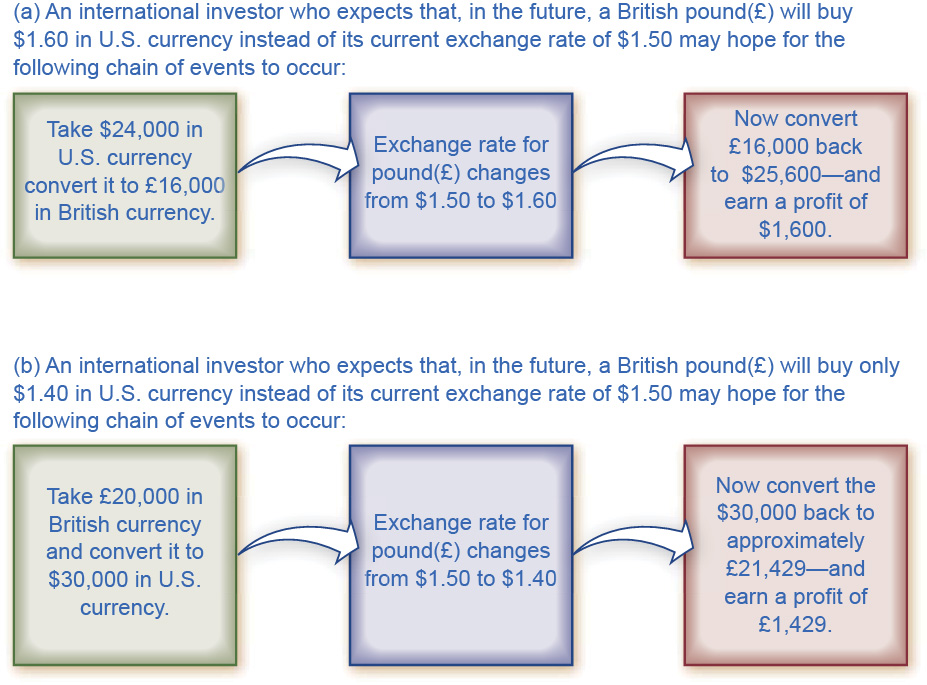 (a) An international investor who expects that, in the future, a British pound(£) will buy
$1.60 in U.S. currency instead of its current exchange rate of $1.50 may hope for the
following chain of events to occur:
Take $24,000 in
U.S. currency
convert it to £16,000
in British currency.
Exchange rate for
pound(£) changes
from $1.50 to $1.60
Now convert
£16,000 back
to $25,600—and
earn a profit of
$1,600.
(b) An international investor who expects that, in the future, a British pound(£) will buy only
$1.40 in U.S. currency instead of its current exchange rate of $1.50 may hope for the
following chain of events to occur:
Take £20,000 in
British currency
and convert it to
$30,000 in U.S.
currency.
Exchange rate for
pound(£) changes
from $1.50 to $1.40
Now convert the
$30,000 back to
approximately
£21,429—and
earn a profit of
£1,429.